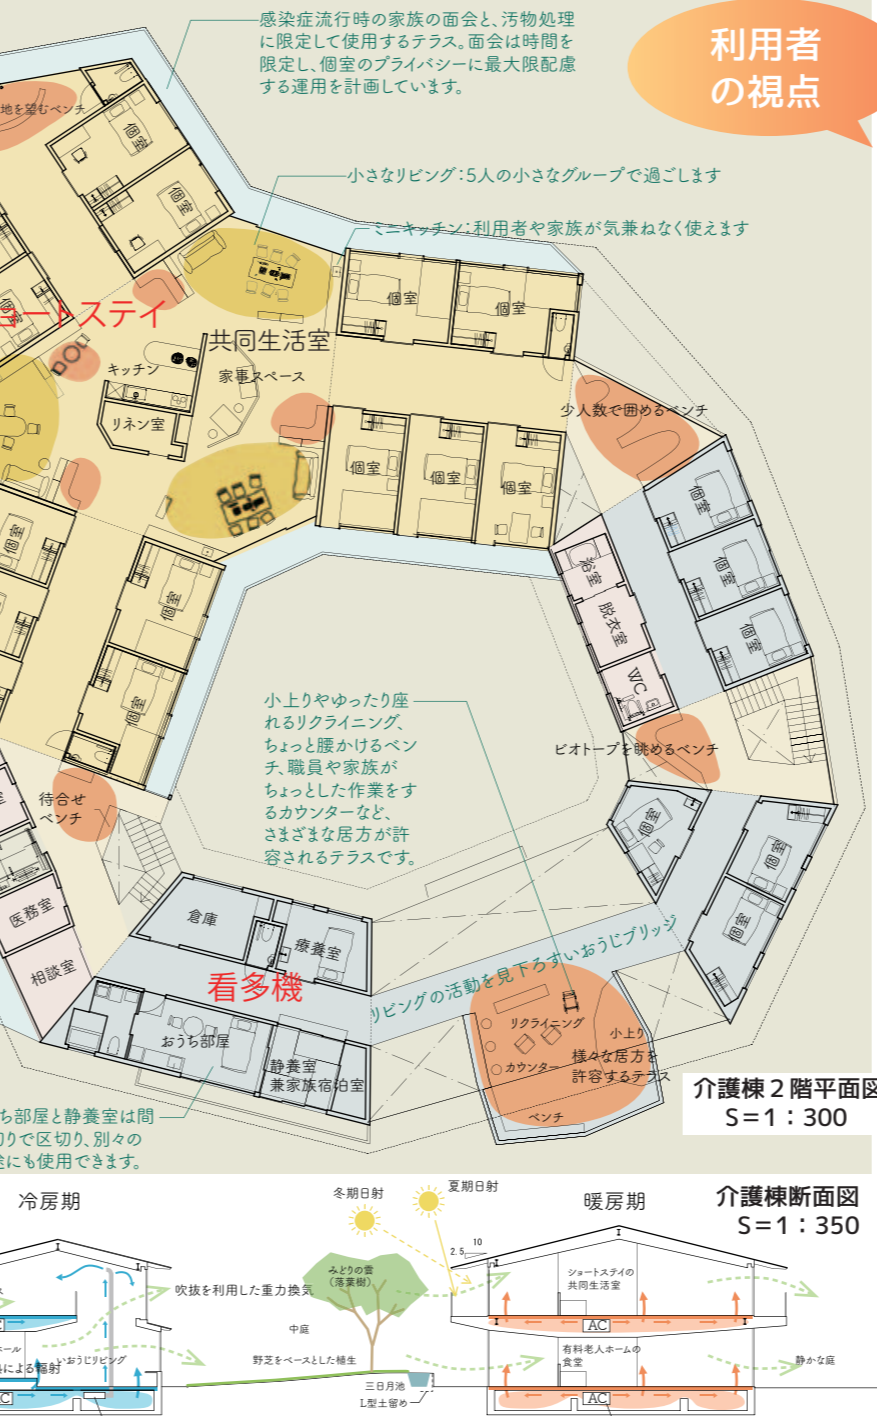 感染症流行時の家族の面会と、汚物処理
に限定して使用するテラス。面会は時間を
限定し、個室のプライバシーに最大限配慮
する運用を計画しています。
利用者
の視点
地を望むベンチ
個室
個室
小さなリビング：5人の小さなグループで過ごします
ミニキッチン：利用者や家族が気兼ねなく使えます
個室
個室
個室
ョートステイ
共同生活室
キッチン
家事スペース
リネン室
少人数で囲めるベンチ
個室
個室
個室
個室
個室
個室
個室
浴室
脱衣室
WC
個室
個室
個室
小上りやゆったり座
れるリクライニング、
ちょっと腰かけるベン
チ、職員や家族が
ちょっとした作業をす
るカウンターなど、
さまざまな居方が許
容されるテラスです。
ビオトープを眺めるベンチ
待合せ
ベンチ
室
個室
個室
個室
医務室
相談室
倉庫
療養室
看多機
リビングの活動を見下ろすいおうじブリッジ
おうち部屋
静養室
兼家族宿泊室
リクライニング
小上り
カウンター
様々な居方を
許容するテラス
ベンチ
介護棟２階平面図
S＝1：300
ち部屋と静養室は間
切りで区切り、別々の
途にも使用できます。
冷房期
冬期日射
夏期日射
暖房期
介護棟断面図
S＝1：350
10
2.5
みどりの雲
（落葉樹）
吹抜を利用した重力換気
ショートステイの
共同生活室
中庭
AC
ホール
による輻射
いおうじリビング
野芝をベースとした植生
有料老人ホームの
食堂
静かな庭
三日月池
L型土留め
AC